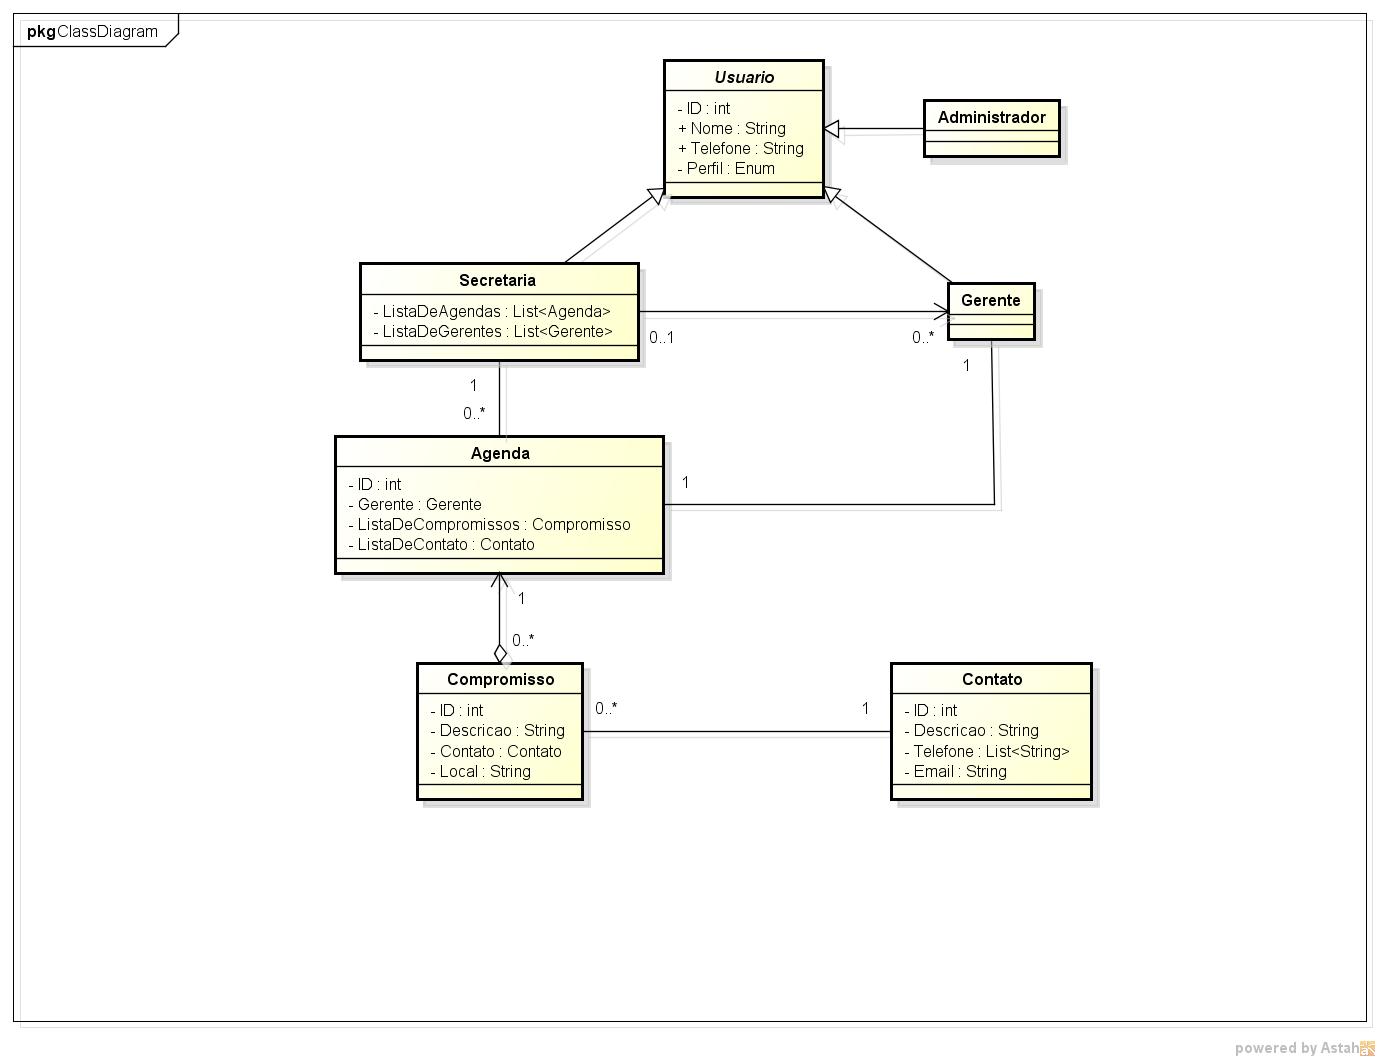 pkg ClassDiagram
Usuario
- ID : int
+ Nome : String
+ Telefone : String
- Perfil : Enum
Administrador
Secretaria
- ListaDeAgendas : List<Agenda>
- ListaDeGerentes : List<Gerente>
Gerente
0..1
0..*
1
1
0..*
Agenda
- ID : int
- Gerente : Gerente
- ListaDeCompromissos : Compromisso
- ListaDeContato : Contato
1
1
0..*
Compromisso
- ID : int
- Descricao : String
- Contato : Contato
- Local : String
0..*
1
Contato
- ID : int
- Descricao : String
- Telefone : List<String>
- Email : String
powered by Astah